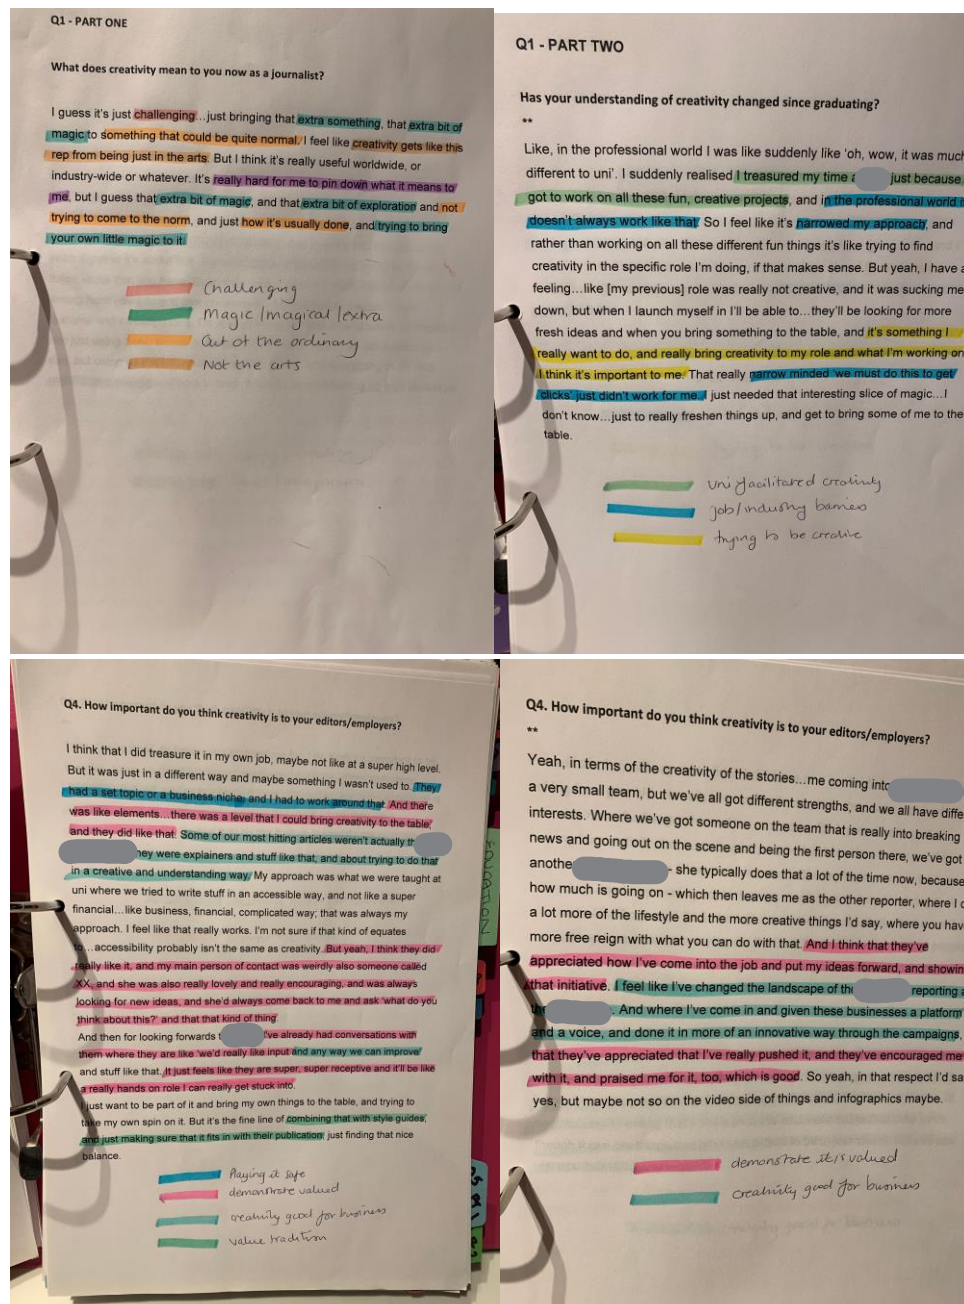 Q1 - PART ONE
What does creativity mean to you now as a journalist?
I guess it's just challenging...just bringing that extra something, that extra bit of
magic to something that could be quite normal. I feel like creativity gets like this
rep from being just in the arts. But I think it's really useful worldwide, or
industry-wide or whatever. It's really hard for me to pin down what it means to
me, but I guess that extra bit of magic, and that extra bit of exploration and not
trying to come to the norm, and just how it's usually done, and trying to bring
your own little magic to it.
Challenging
Magic/magical/extra
Out of the ordinary
Not the arts
Q1 - PART TWO
Has your understanding of creativity changed since graduating?
**
Like, in the professional world I was like suddenly like 'oh, wow, it was much
different to uni'. I suddenly realised I treasured my time just because
got to work on all these fun, creative projects, and in the professional world
doesn't always work like that. So I feel like it's narrowed my approach, and
rather than working on all these different fun things it's like trying to find
creativity in the specific role I'm doing, if that makes sense. But yeah, I have a
feeling...like [my previous] role was really not creative, and it was sucking me
down, but when I launch myself in I'll be able to...they'll be looking for more
fresh ideas and when you bring something to the table, and it's something I
really want to do, and really bring creativity to my role and what I'm working on
I think it's important to me. That really narrow minded 'we must do this to get
clicks' just didn't work for me. I just needed that interesting slice of magic...I
don't know...just to really freshen things up, and get to bring some of me to the
table.
uni facilitated creativity
job/industry barriers
trying to be creative
Q4. How important do you think creativity is to your editors/employers?
I think that I did treasure it in my own job, maybe not like at a super high level.
But it was just in a different way and maybe something I wasn't used to. They
had a set topic or a business niche, and I had to work around that. And there
was like elements...there was a level that I could bring creativity to the table,
and they did like that. Some of our most hitting articles weren't actually
hey were explainers and stuff like that, and about trying to do that
in a creative and understanding way. My approach was what we were taught at
uni where we tried to write stuff in an accessible way, and not like a super
financial...like business, financial, complicated way; that was always my
approach. I feel like that really works. I'm not sure if that kind of equates
to...accessibility probably isn't the same as creativity. But yeah, I think they did
really like it, and my main person of contact was weirdly also someone called
XX, and she was also really lovely and really encouraging, and was always
looking for new ideas, and she'd always come back to me and ask 'what do you
think about this?' and that that kind of thing.
And then for looking forwards I've already had conversations with
them where they are like 'we'd really like input and any way we can improve'
and stuff like that. It just feels like they are super, super receptive and it'll be like
a really hands on role I can really get stuck into.
I just want to be part of it and bring my own things to the table, and trying to
take my own spin on it. But it's the fine line of combining that with style guides,
and just making sure that it fits in with their publication, just finding that nice
balance.
Playing it safe
demonstrate valued
creativity good for business
value tradition
EDUCATION
Q4. How important do you think creativity is to your editors/employers?
**
Yeah, in terms of the creativity of the stories...me coming into
a very small team, but we've all got different strengths, and we all have diffe
interests. Where we've got someone on the team that is really into breaking
news and going out on the scene and being the first person there, we've got
anothe - she typically does that a lot of the time now, because
how much is going on - which then leaves me as the other reporter, where I
a lot more of the lifestyle and the more creative things I'd say, where you hav
more free reign with what you can do with that. And I think that they've
appreciated how I've come into the job and put my ideas forward, and showin
that initiative. I feel like I've changed the landscape of the reporting
And where I've come in and given these businesses a platform
and a voice, and done it in more of an innovative way through the campaigns,
that they've appreciated that I've really pushed it, and they've encouraged me
with it, and praised me for it, too, which is good. So yeah, in that respect I'd sa
yes, but maybe not so on the video side of things and infographics maybe.
demonstrate it is valued
creativity good for business